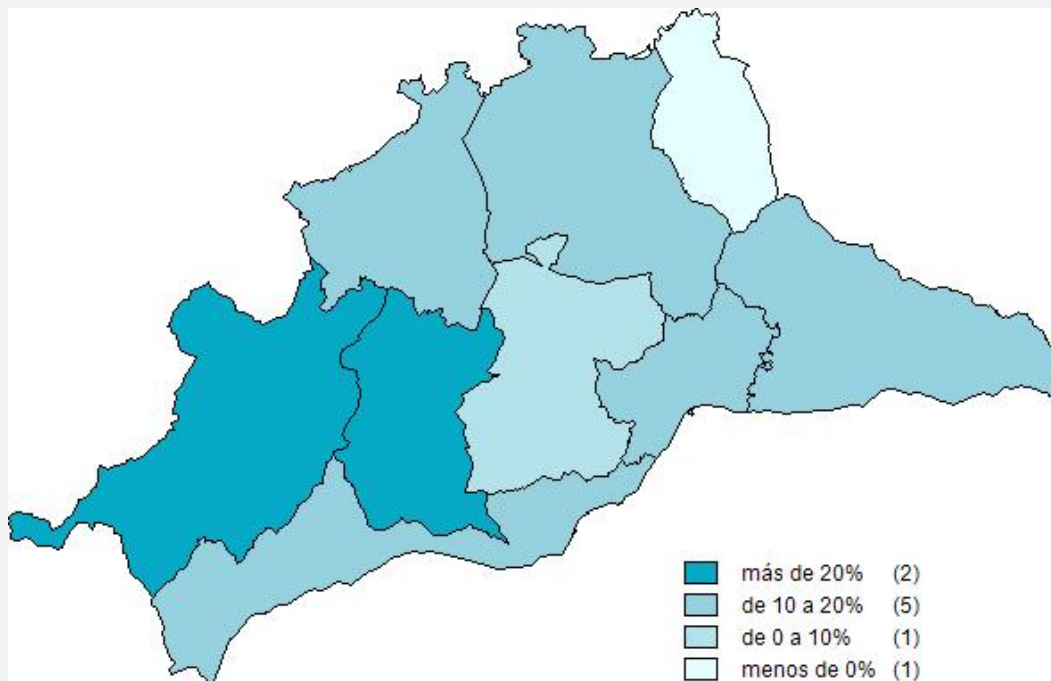 más de 20% (2)
de 10 a 20% (5)
de 0 a 10% (1)
menos de 0% (1)